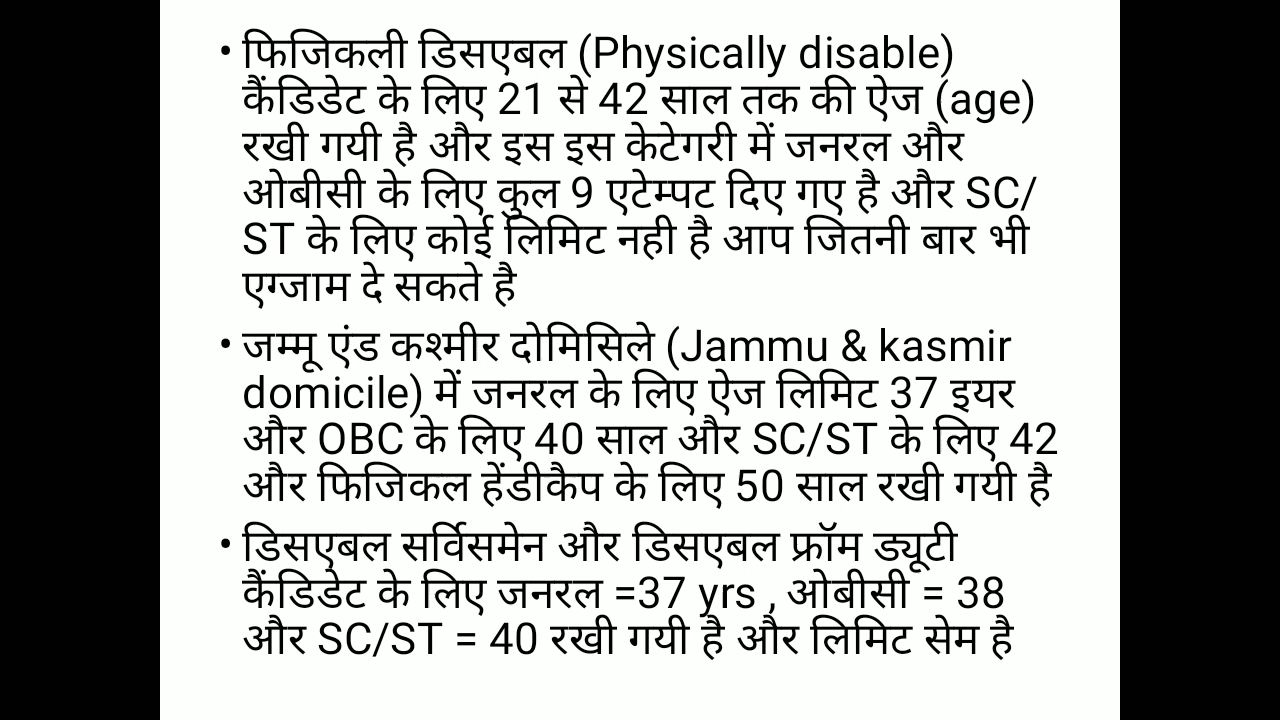 • फिजिकली डिसएबल (Physically disable)
कैंडिडेट के लिए 21 से 42 साल तक की ऐज (age)
रखी गयी है और इस इस केटेगरी में जनरल और
ओबीसी के लिए कुल 9 एटेम्पट दिए गए है और SC/
ST के लिए कोई लिमिट नही है आप जितनी बार भी
एग्जाम दे सकते है
• जम्मू एंड कश्मीर दोमिसिले (Jammu & kasmir
domicile) में जनरल के लिए ऐज लिमिट 37 इयर
और OBC के लिए 40 साल और SC/ST के लिए 42
और फिजिकल हेंडीकैप के लिए 50 साल रखी गयी है
• डिसएबल सर्विसमेन और डिसएबल फ्रॉम ड्यूटी
कैंडिडेट के लिए जनरल =37 yrs , ओबीसी = 38
और SC/ST = 40 रखी गयी है और लिमिट सेम है